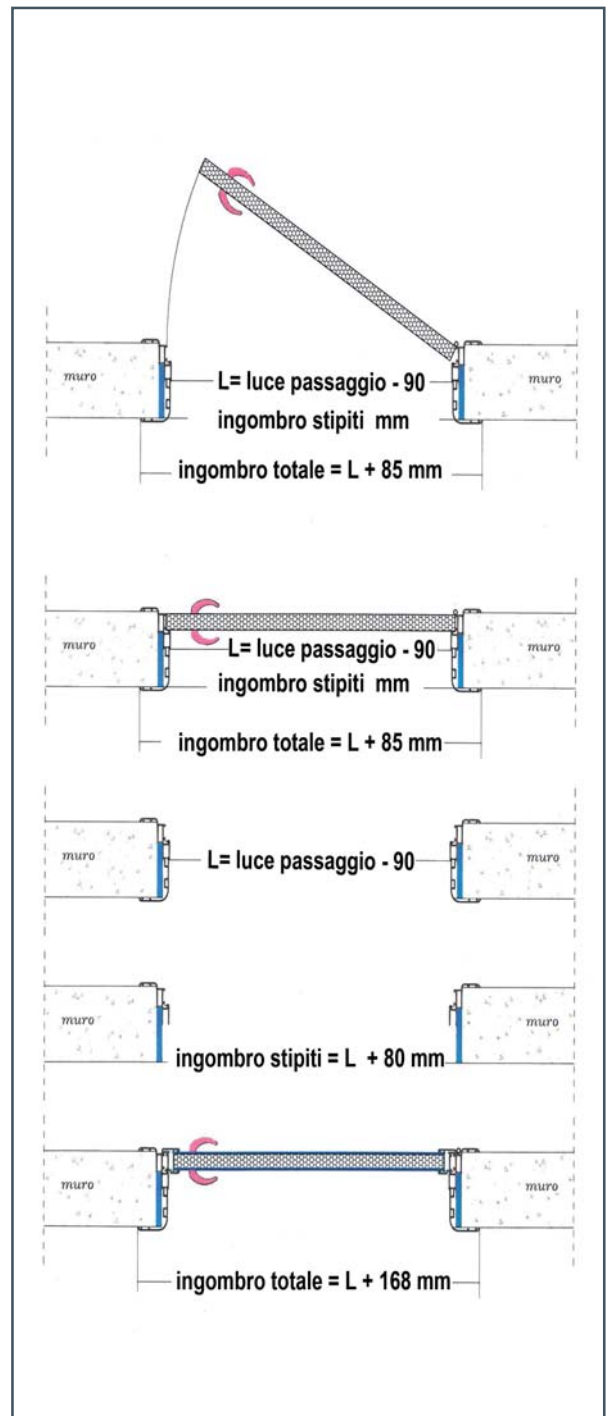 muro
muro
L= luce passaggio - 90
ingombro stipiti  mm
ingombro totale = L + 85 mm
muro
muro
L= luce passaggio - 90
ingombro stipiti  mm
ingombro totale = L + 85 mm
muro
muro
L= luce passaggio - 90
muro
muro
ingombro stipiti = L  + 80 mm
muro
muro
ingombro totale = L + 168 mm